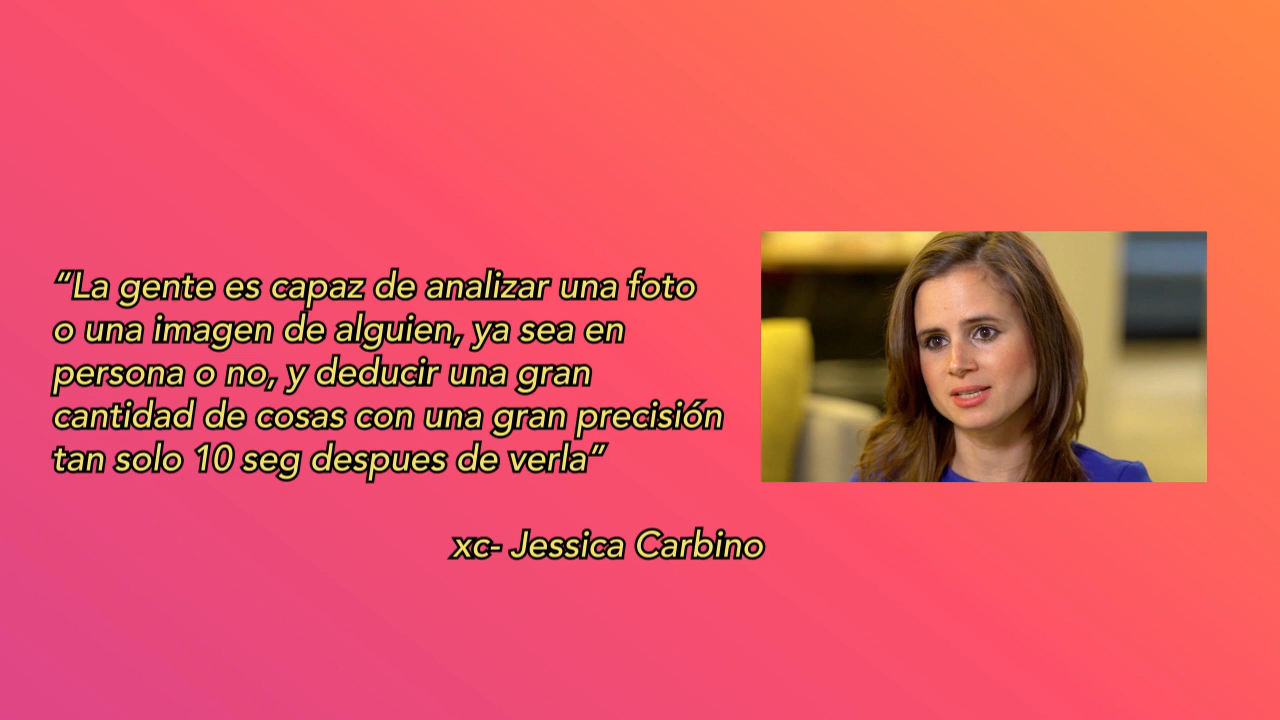 “La gente es capaz de analizar una foto
o una imagen de alguien, ya sea en
persona o no, y deducir una gran
cantidad de cosas con una gran precisión
tan solo 10 seg despues de verla”
xc- Jessica Carbino